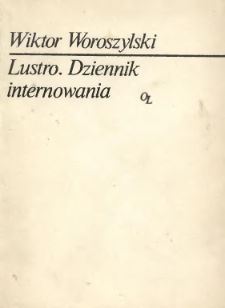 Wiktor Woroszylski
Lustro. Dziennik
internowania
OL